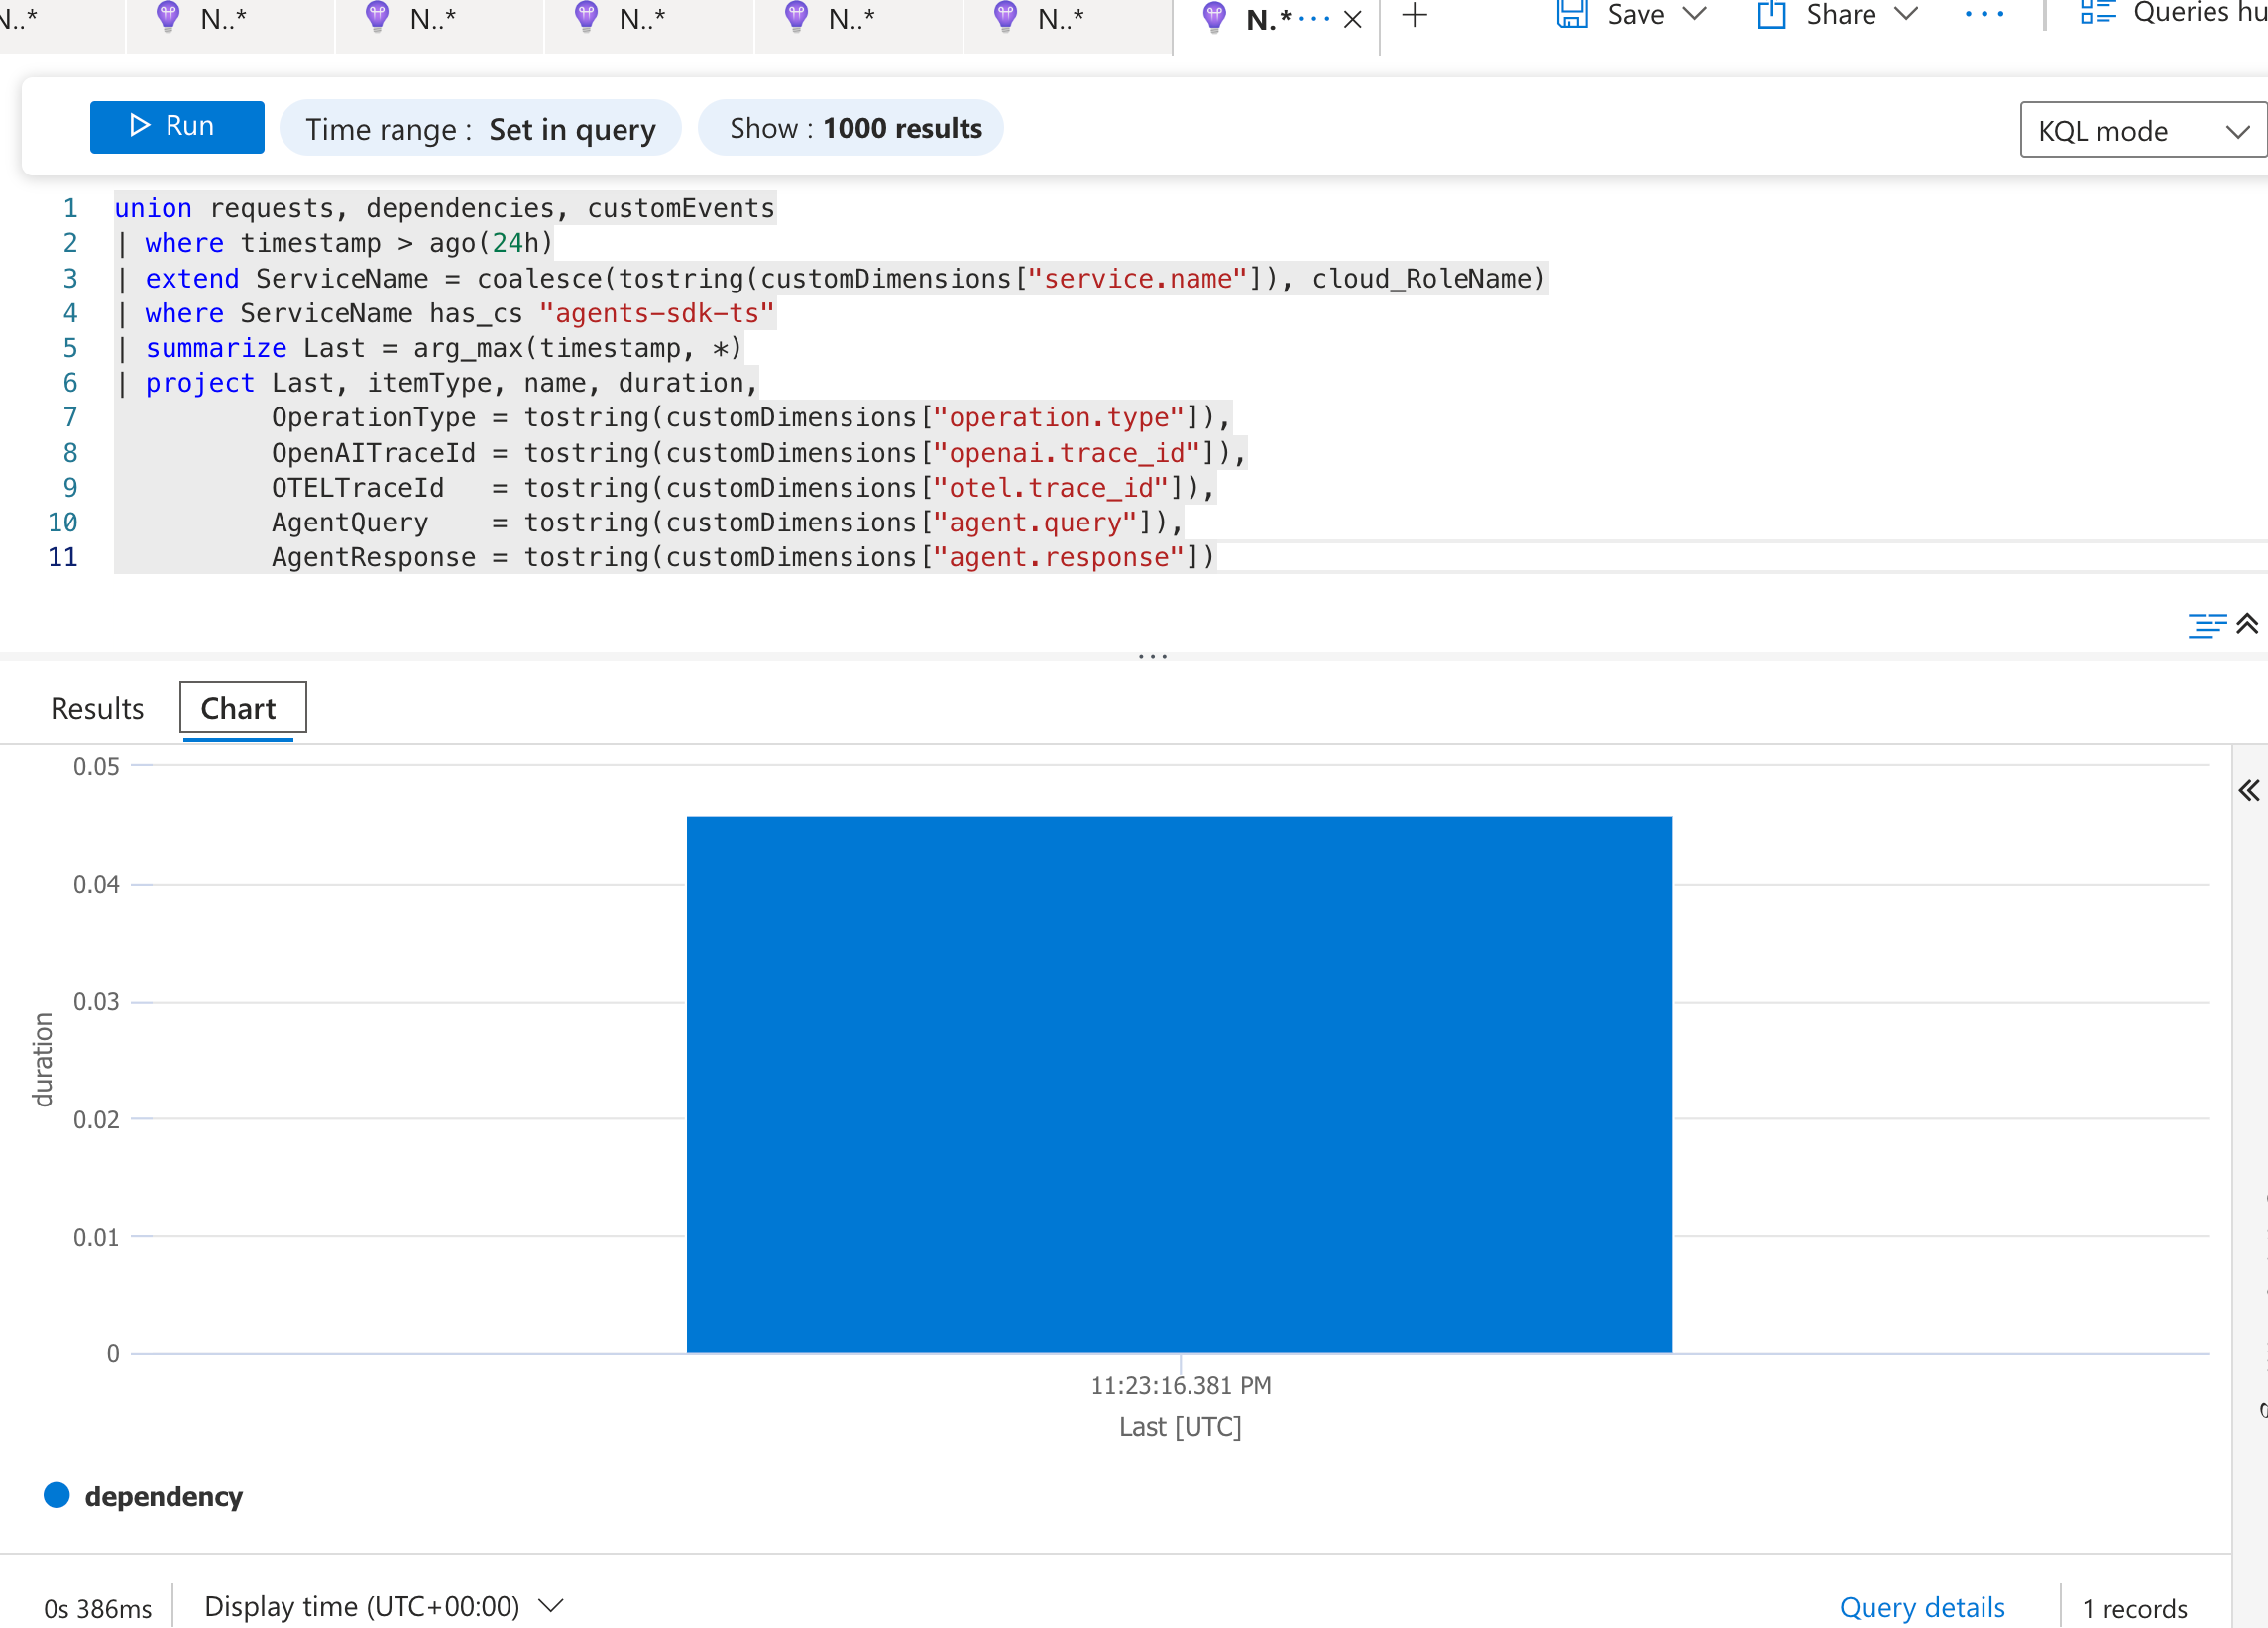 N..* N..* N..* N..* N..* N..* N.* ··· Save Share ··· Queries hu
Run Time range : Set in query Show : 1000 results KQL mode
1 union requests, dependencies, customEvents
2 | where timestamp > ago(24h)
3 | extend ServiceName = coalesce(tostring(customDimensions["service.name"]), cloud_RoleName)
4 | where ServiceName has_cs "agents-sdk-ts"
5 | summarize Last = arg_max(timestamp, *)
6 | project Last, itemType, name, duration,
7 OperationType = tostring(customDimensions["operation.type"]),
8 OpenAITraceId = tostring(customDimensions["openai.trace_id"]),
9 OTELTraceId   = tostring(customDimensions["otel.trace_id"]),
10 AgentQuery    = tostring(customDimensions["agent.query"]),
11 AgentResponse = tostring(customDimensions["agent.response"])
...
Results Chart
0.05
0.04
0.03
duration
0.02
0.01
0
11:23:16.381 PM
Last [UTC]
dependency
0s 386ms Display time (UTC+00:00) Query details 1 records